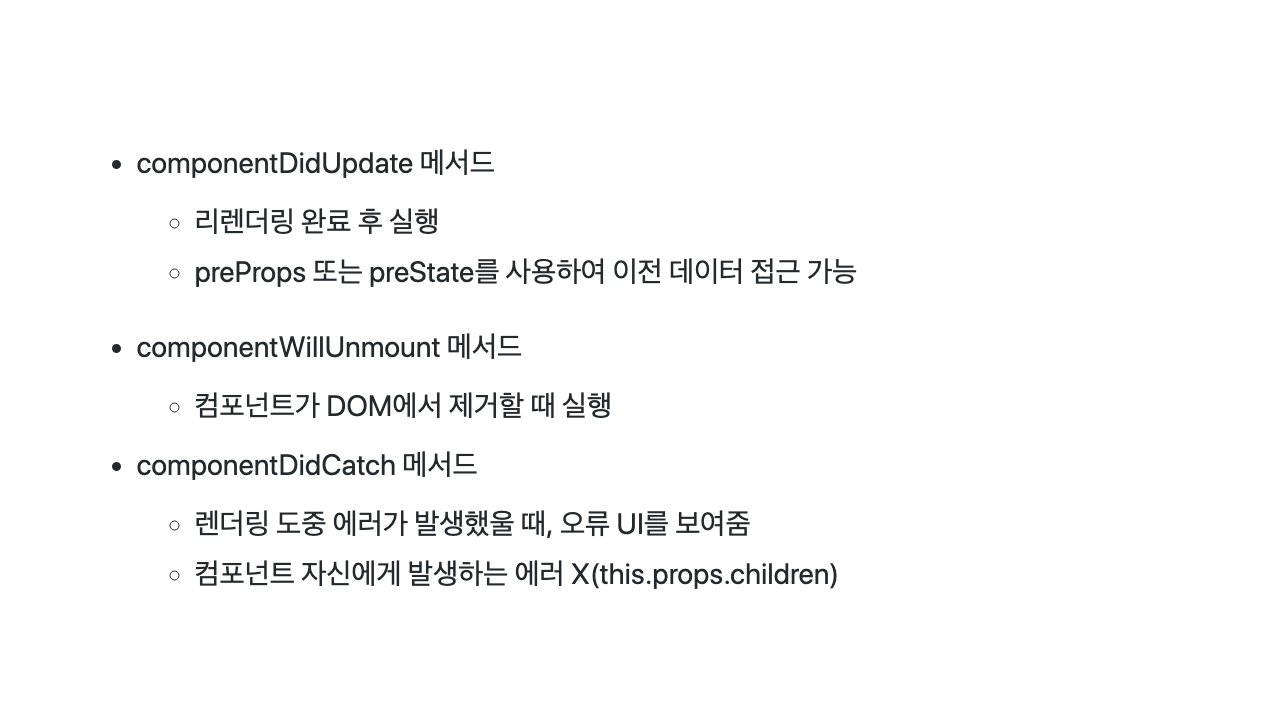 componentDidUpdate 메서드
리렌더링 완료 후 실행
preProps 또는 preState를 사용하여 이전 데이터 접근 가능
componentWillUnmount 메서드
컴포넌트가 DOM에서 제거할 때 실행
componentDidCatch 메서드
렌더링 도중 에러가 발생했울 때, 오류 UI를 보여줌
컴포넌트 자신에게 발생하는 에러 X(this.props.children)